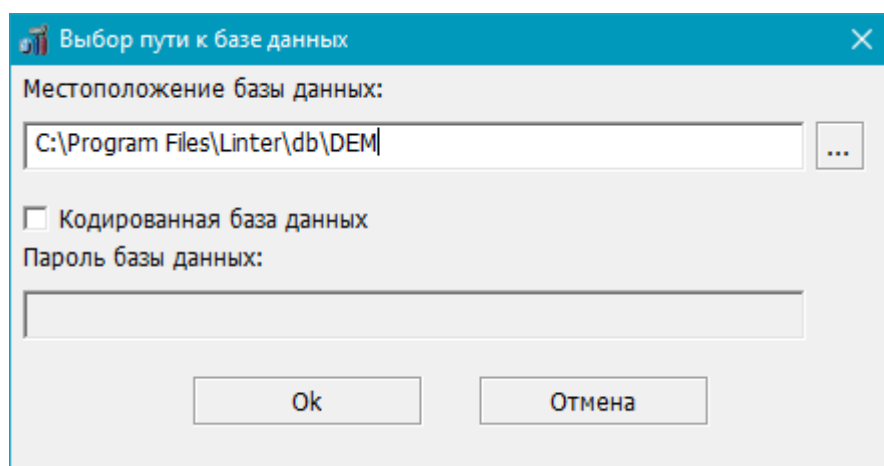 Выбор пути к базе данных
Местоположение базы данных:
C:\Program Files\Linter\db\DEM
...
Кодированная база данных
Пароль базы данных:
Ok Отмена